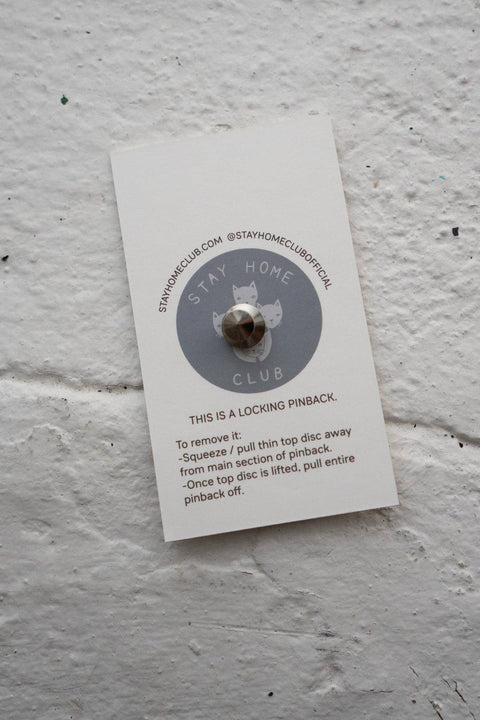 STAYHOMECLUB.COM @STAYHOMECLUBOFFICIAL
STAY HOME
CLUB
THIS IS A LOCKING PINBACK.
To remove it:
-Squeeze / pull thin top disc away
from main section of pinback.
-Once top disc is lifted, pull entire
pinback off.